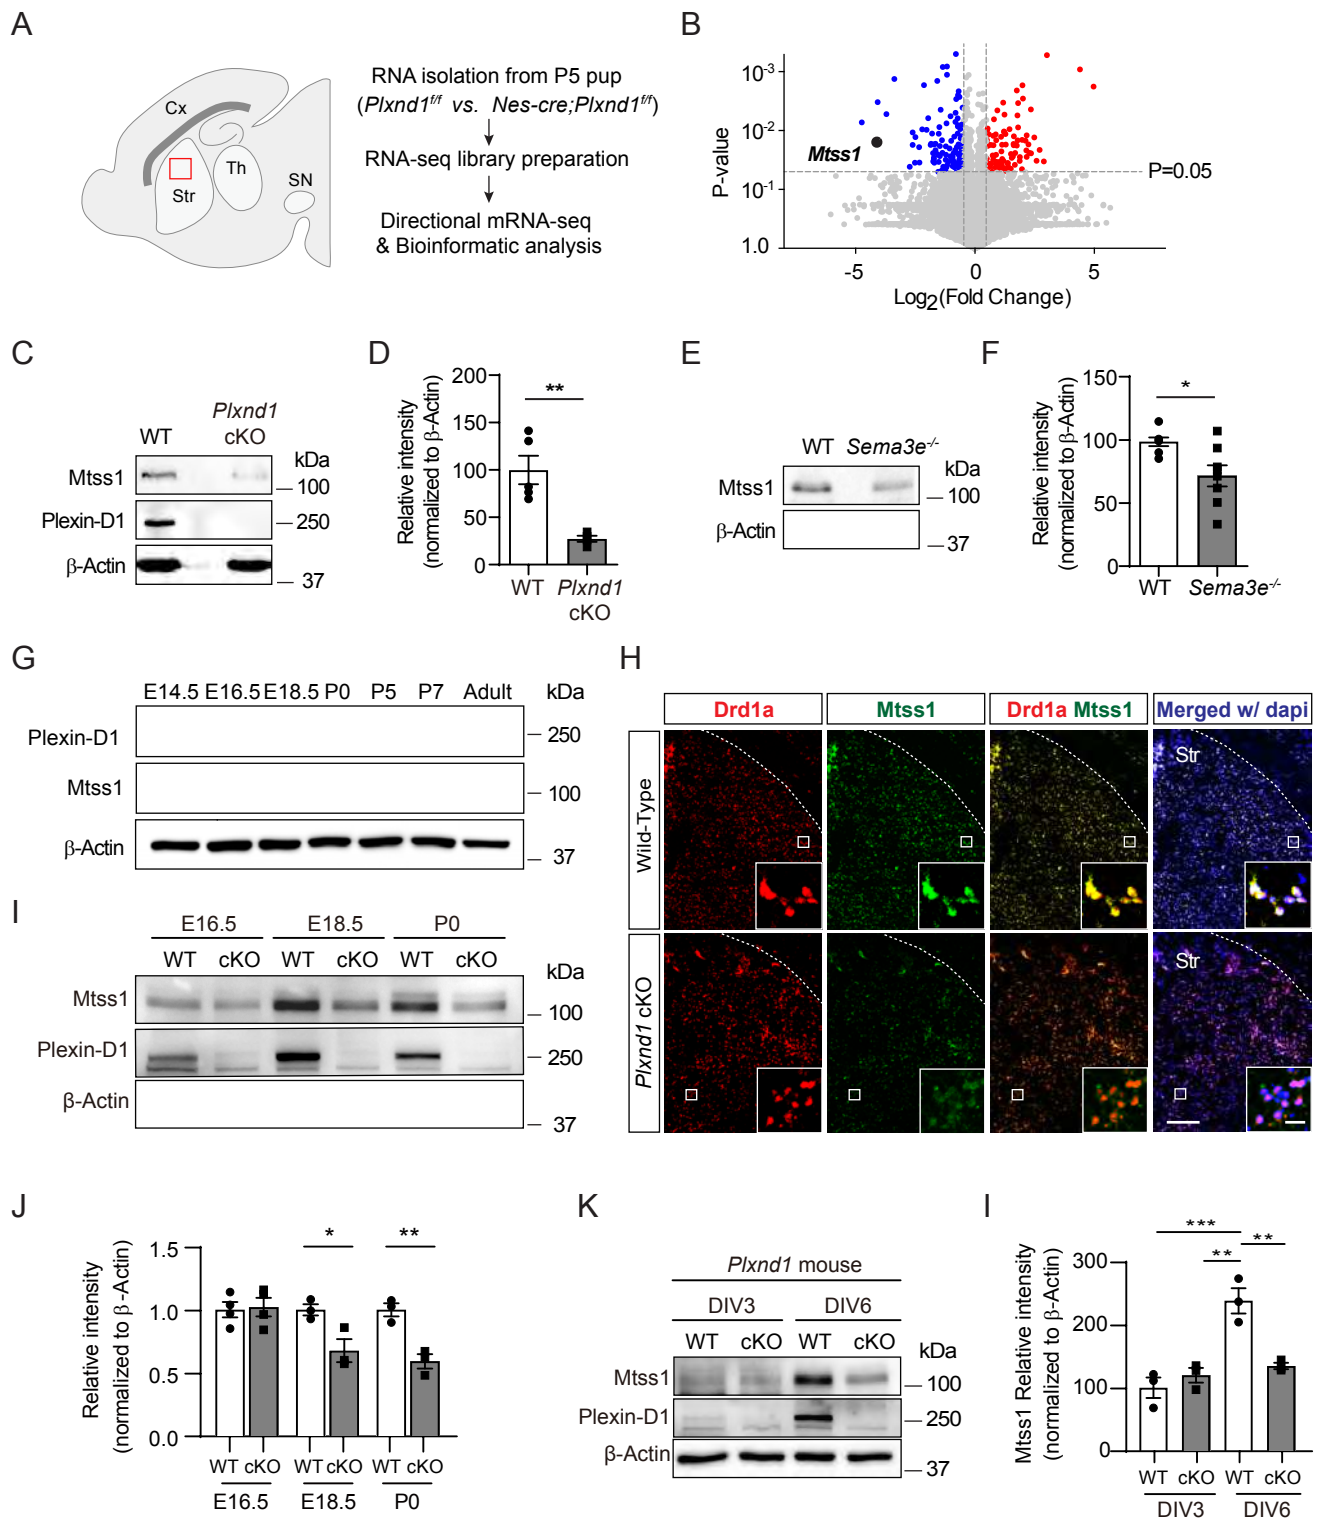 A
Cx
Str
Th
SN
RNA isolation from P5 pup
(Plxnd1f/f vs. Nes-cre;Plxnd1f/f)
RNA-seq library preparation
Directional mRNA-seq
& Bioinformatic analysis
B
P-value
10-3
10-2
10-1
1.0
Mtss1
P=0.05
-5 0 5
Log2(Fold Change)
C
WT
Plxnd1
cKO
kDa
Mtss1
100
Plexin-D1
250
β-Actin
37
D
Relative intensity
(normalized to β-Actin)
200
150
100
50
0
**
WT
Plxnd1
cKO
E
WT Sema3e-/-
kDa
Mtss1
100
β-Actin
37
F
Relative intensity
(normalized to β-Actin)
150
100
50
0
*
WT Sema3e-/-
G
E14.5 E16.5 E18.5 P0 P5 P7 Adult kDa
Plexin-D1
250
Mtss1
100
β-Actin
37
H
Drd1a
Mtss1
Drd1a Mtss1
Merged w/ dapi
Wild-Type
Str
Plxnd1 cKO
Str
I
E16.5 E18.5 P0
WT cKO WT cKO WT cKO
kDa
Mtss1
100
Plexin-D1
250
β-Actin
37
J
Relative intensity
(normalized to β-Actin)
1.5
1.0
0.5
0.0
*
**
WT cKO WT cKO WT cKO
E16.5 E18.5 P0
K
Plxnd1 mouse
DIV3 DIV6
WT cKO WT cKO
kDa
Mtss1
100
Plexin-D1
250
β-Actin
37
I
Mtss1 Relative intensity
(normalized to β-Actin)
300
200
100
0
***
**
**
WT cKO WT cKO
DIV3 DIV6